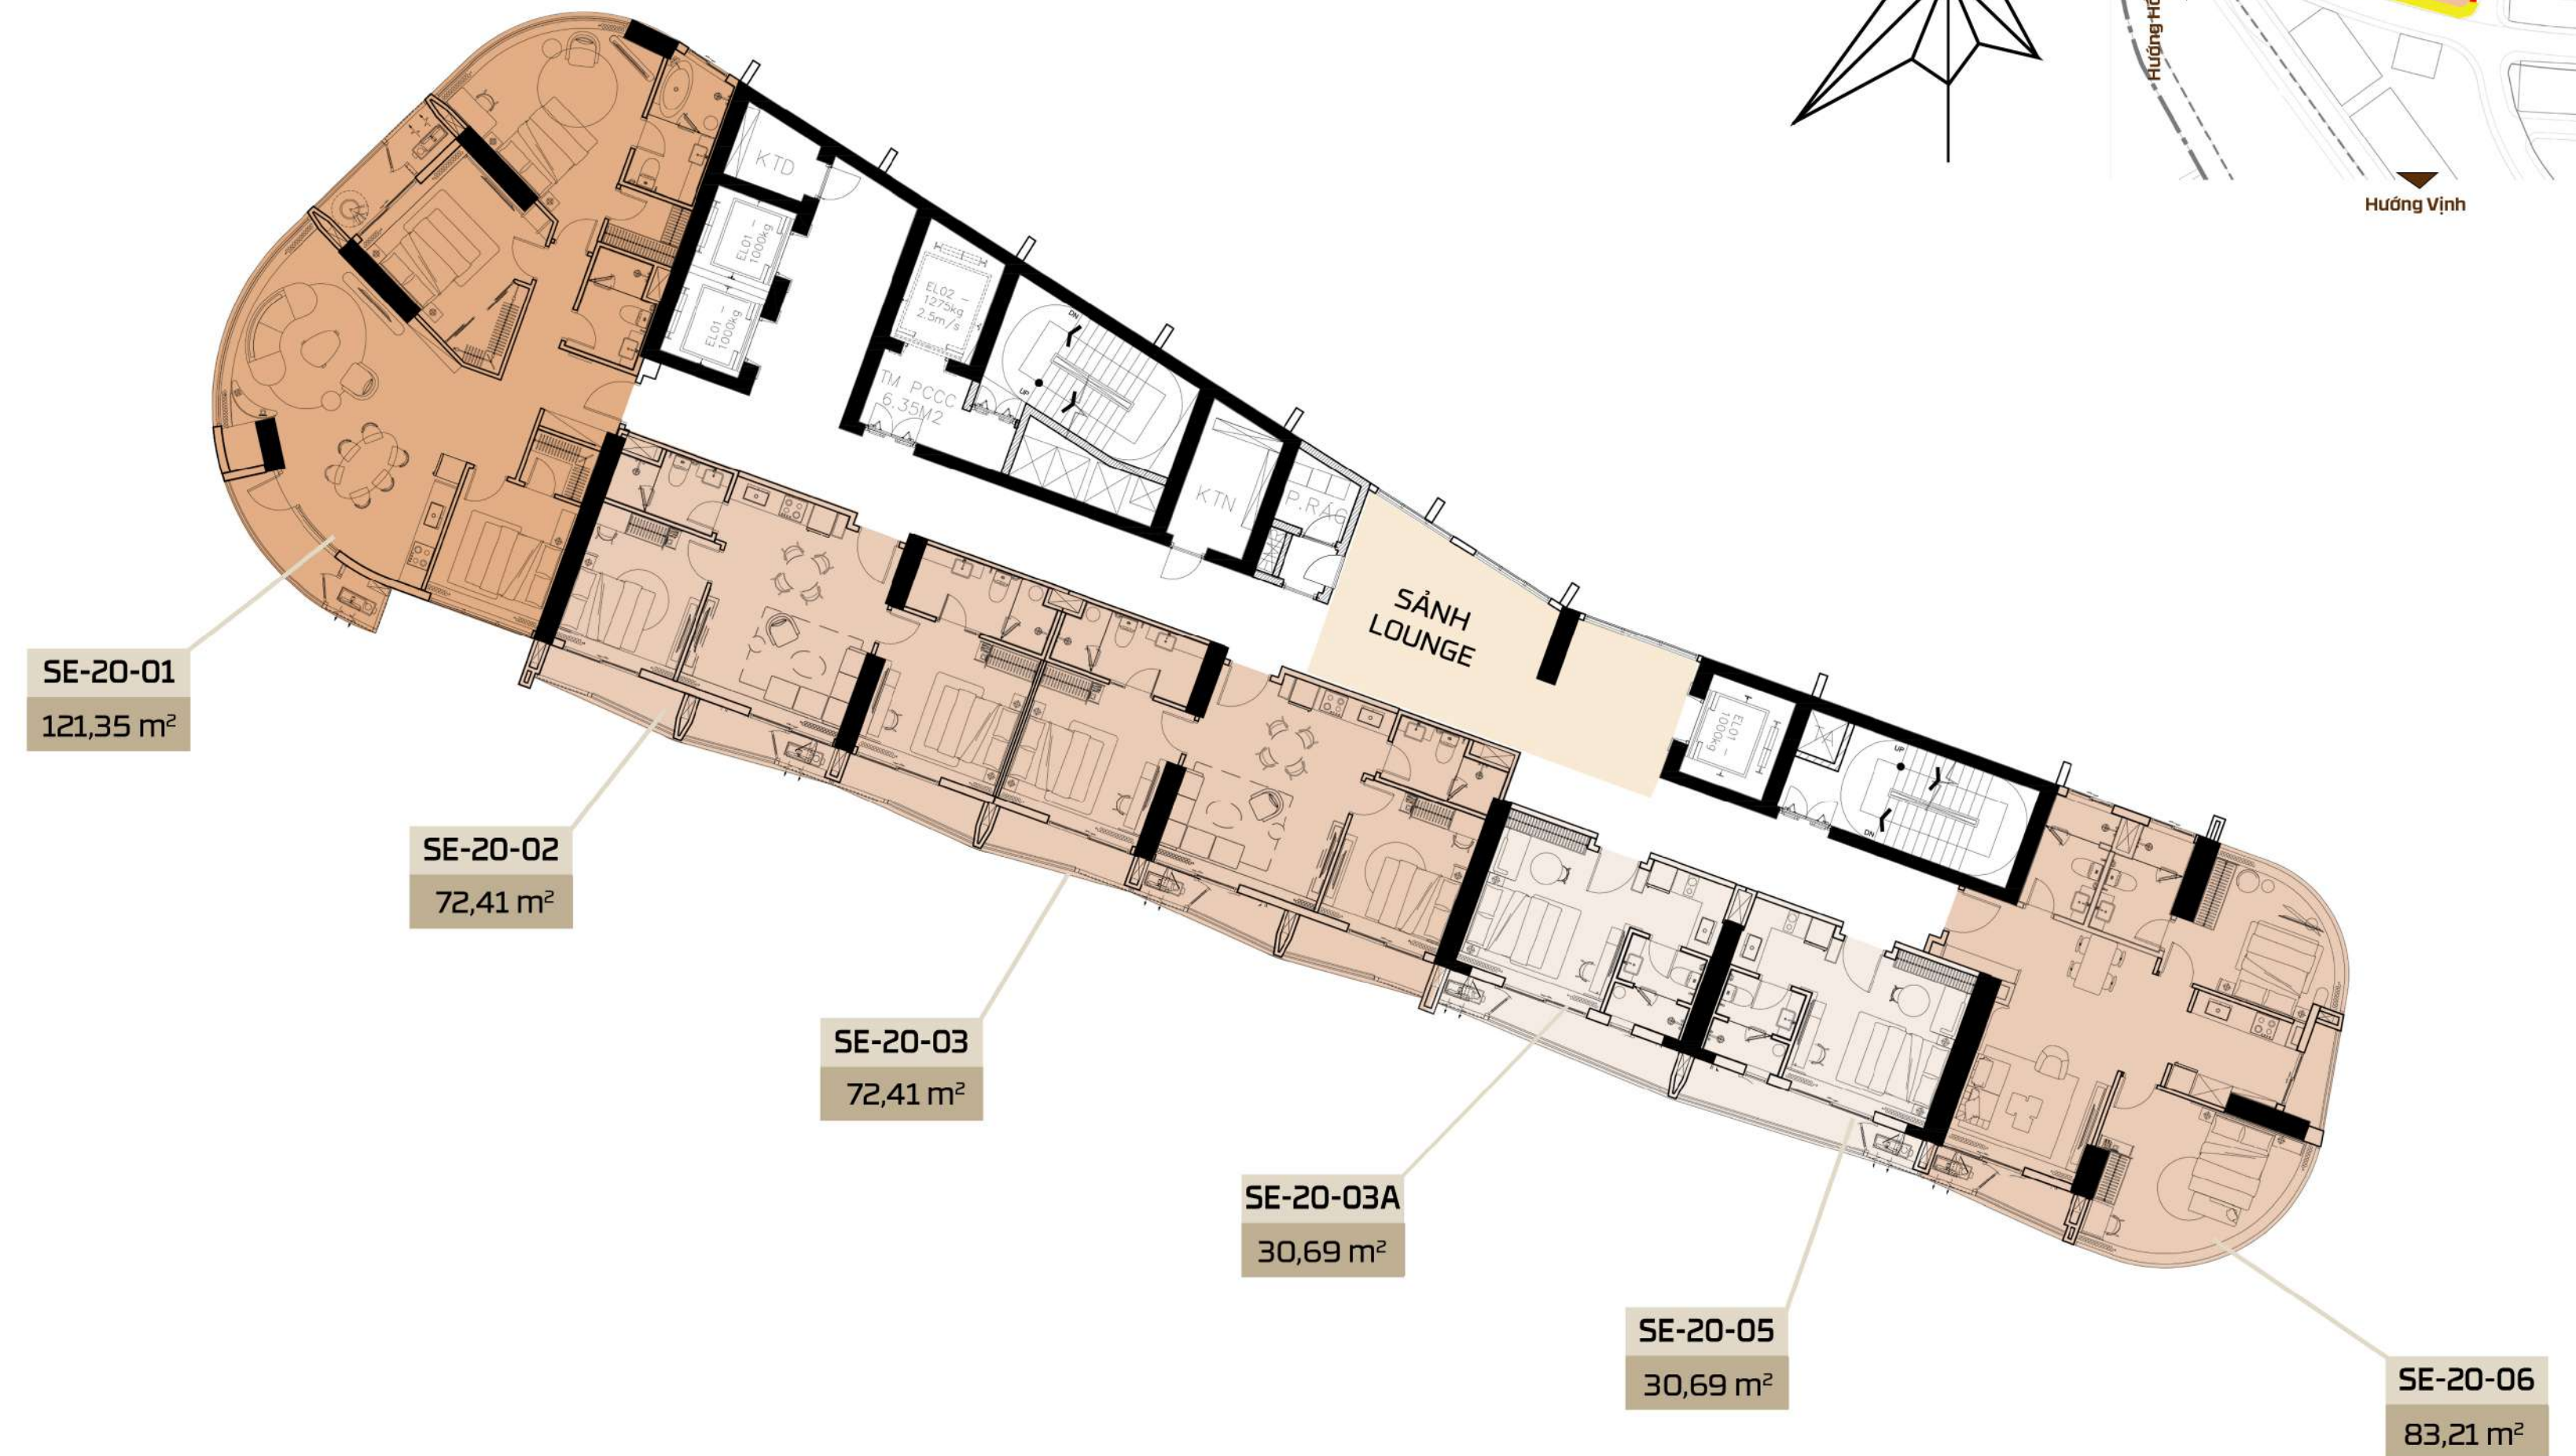 Hướng Vịnh
KTD
EL01 –
1000kg
EL01 –
1000kg
EL02 –
1275kg
2.5m/s
TM PCCC
6.35M2
DN
UP
KTN
P.RÁC
SẢNH
LOUNGE
EL01 –
1000kg
UP
DN
SE-20-01
121,35 m²
SE-20-02
72,41 m²
SE-20-03
72,41 m²
SE-20-03A
30,69 m²
SE-20-05
30,69 m²
SE-20-06
83,21 m²